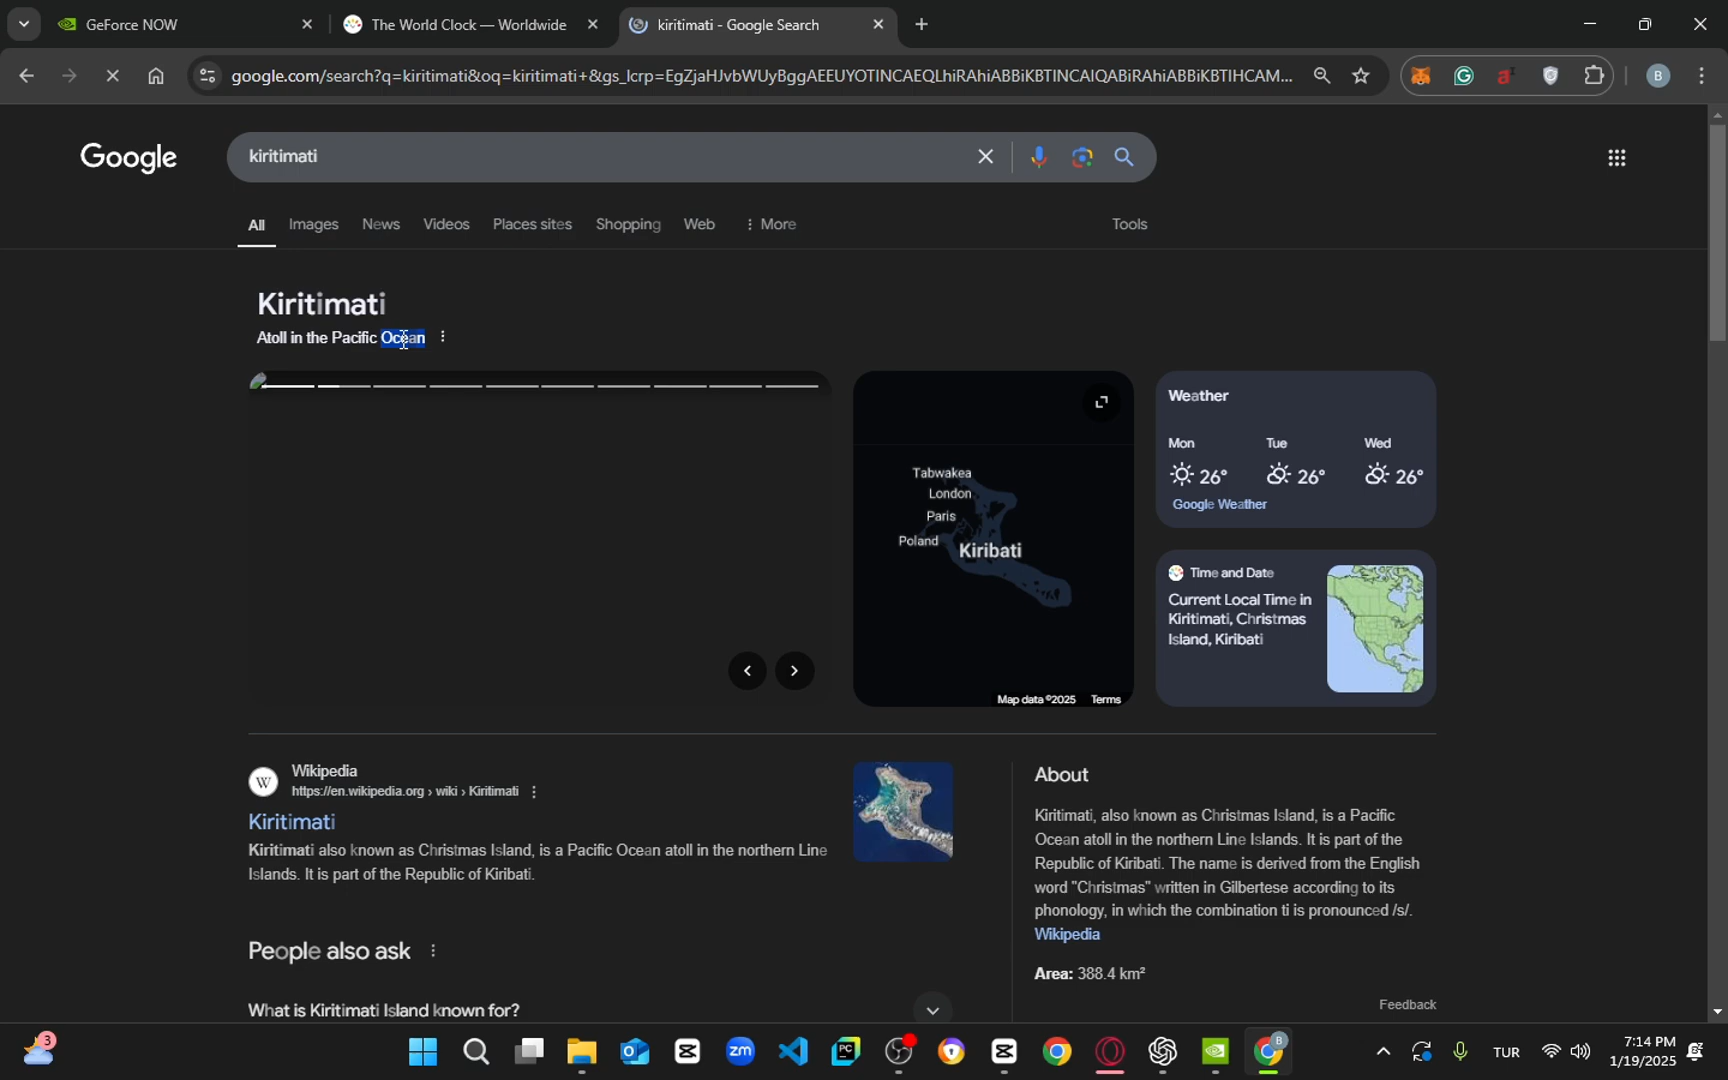 GeForce NOW
The World Clock — Worldwide
kiritimati - Google Search
google.com/search?q=kiritimati&oq=kiritimati+&gs_lcrp=EgZjaHJvbWUyBggAEEUYOTINCAEQLhiRAhiABBiKBTINCAIQABiRAhiABBiKBTIHCAM...
B
Google
kiritimati
All
Images
News
Videos
Places sites
Shopping
Web
More
Tools
Kiritimati
Atoll in the Pacific Ocean
Tabwakea
London
Paris
Poland
Kiribati
Map data ©2025
Terms
Weather
Mon
Tue
Wed
26°
26°
26°
Google Weather
Time and Date
Current Local Time in
Kiritimati, Christmas
Island, Kiribati
W
Wikipedia
https://en.wikipedia.org › wiki › Kiritimati
Kiritimati
Kiritimati also known as Christmas Island, is a Pacific Ocean atoll in the northern Line
Islands. It is part of the Republic of Kiribati.
People also ask
What is Kiritimati Island known for?
About
Kiritimati, also known as Christmas Island, is a Pacific
Ocean atoll in the northern Line Islands. It is part of the
Republic of Kiribati. The name is derived from the English
word "Christmas" written in Gilbertese according to its
phonology, in which the combination ti is pronounced /s/.
Wikipedia
Area: 388.4 km²
Feedback
3
zm
PC
B
TUR
7:14 PM
1/19/2025